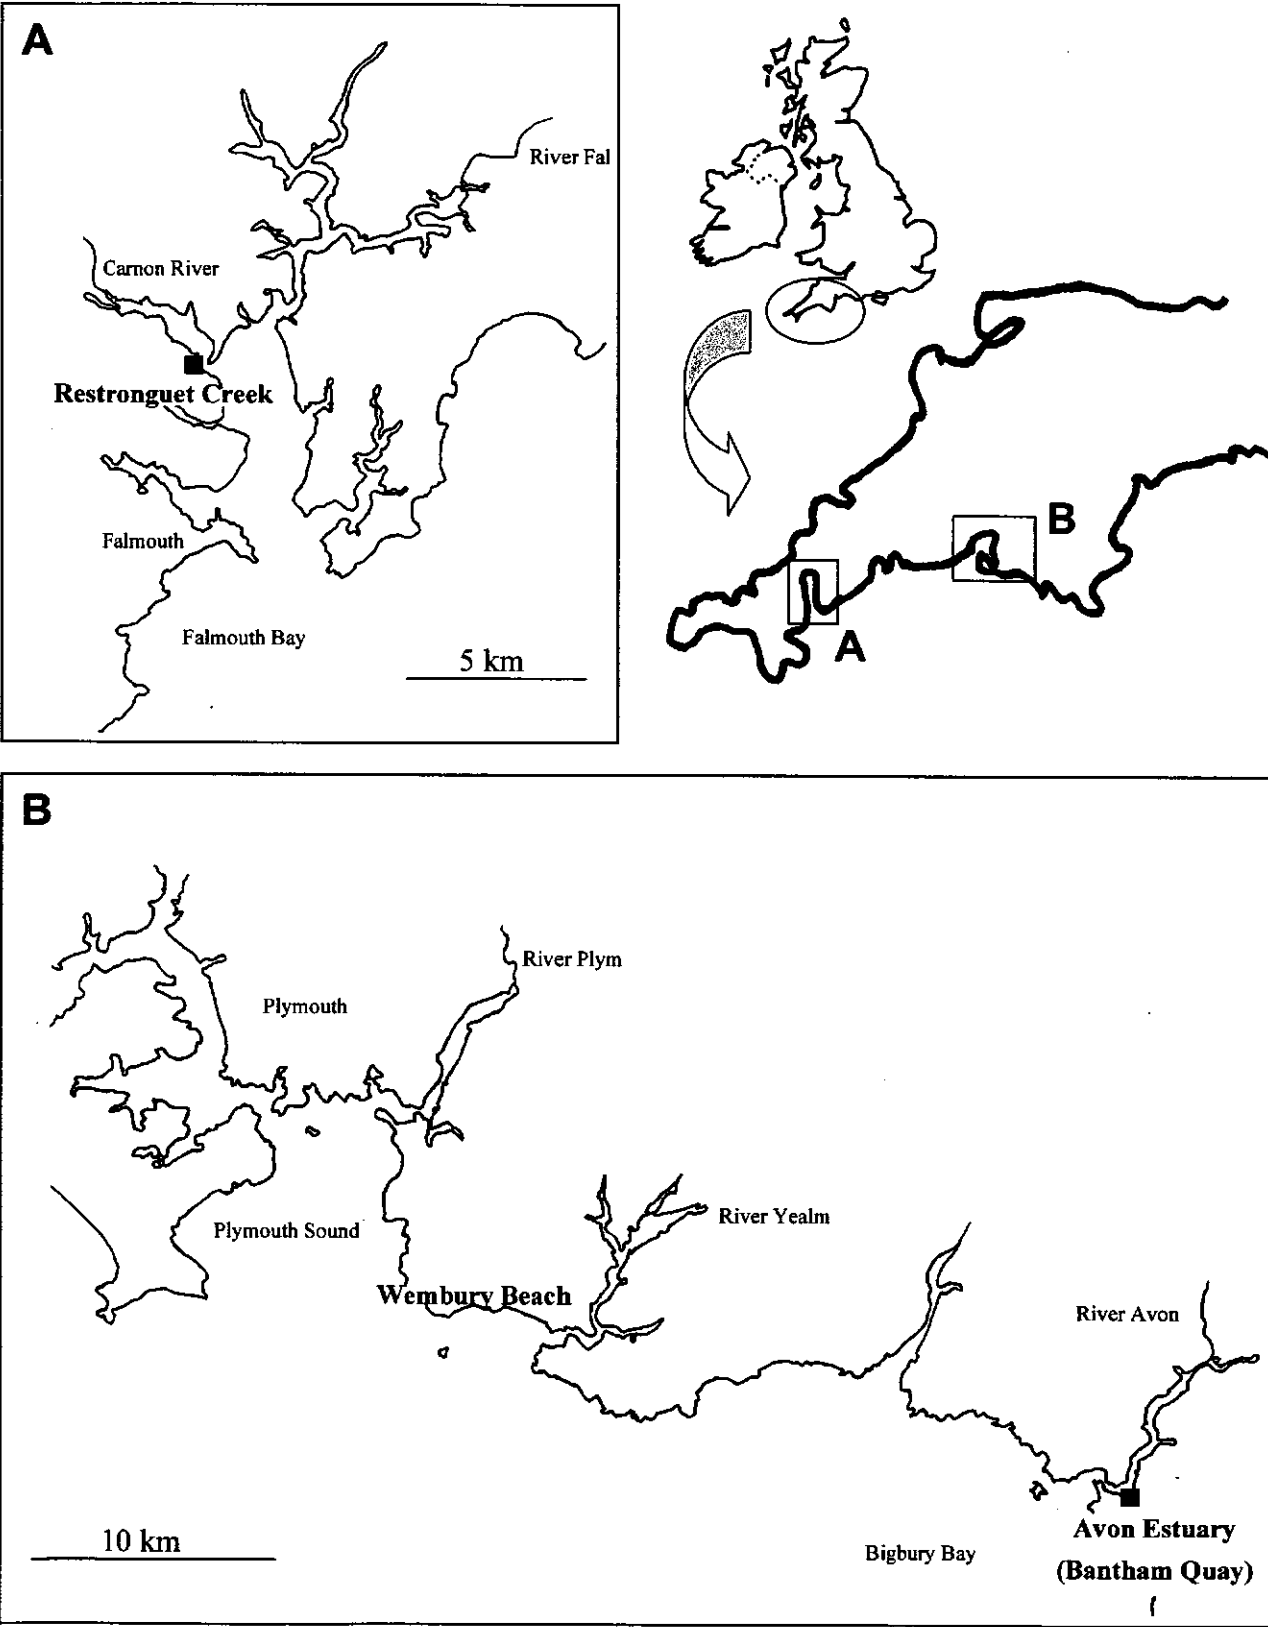 A
River Fal
Carnon River
Restronguet Creek
Falmouth
Falmouth Bay
5 km
B
A
B
River Plym
Plymouth
River Yealm
Plymouth Sound
Wembury Beach
River Avon
10 km
Avon Estuary
Bigbury Bay
(Bantham Quay)